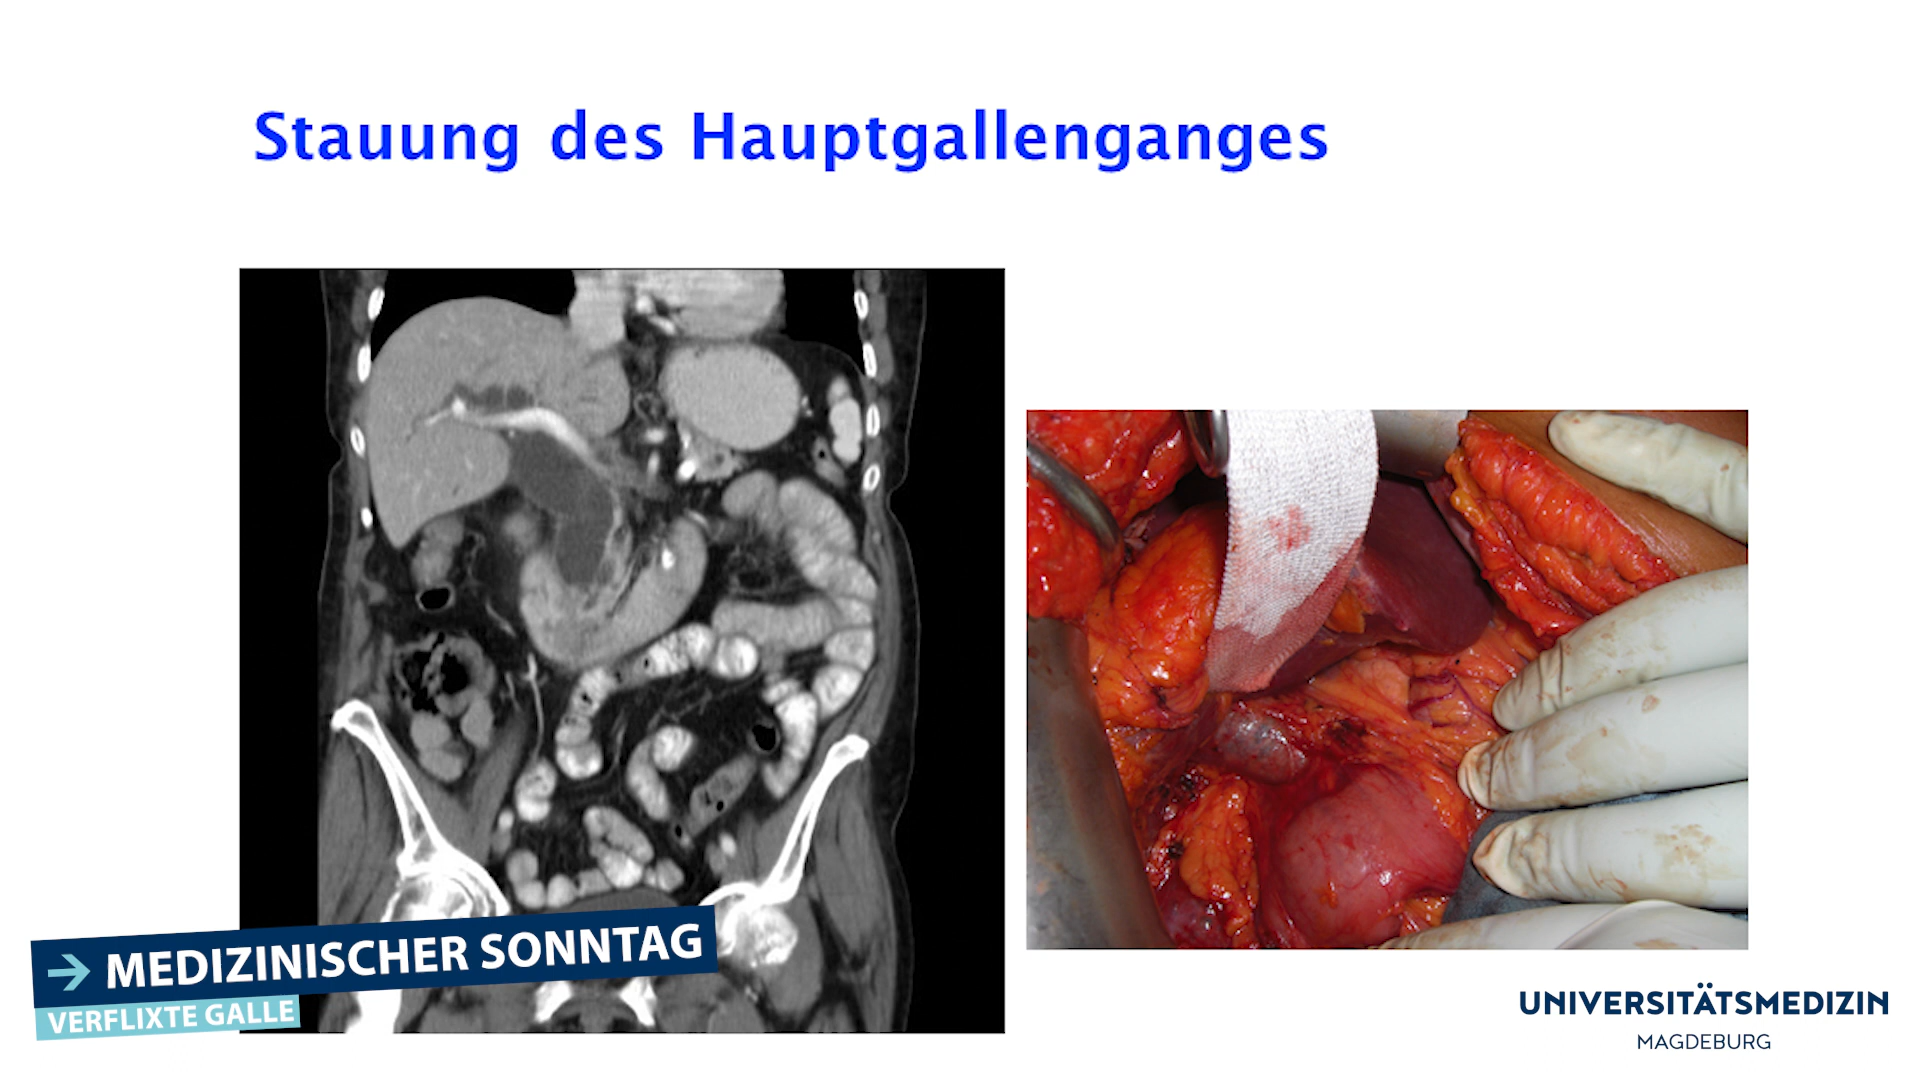 Stauung des Hauptgallenganges
→ MEDIZINISCHER SONNTAG
VERFLIXTE GALLE
UNIVERSITÄTSMEDIZIN
MAGDEBURG